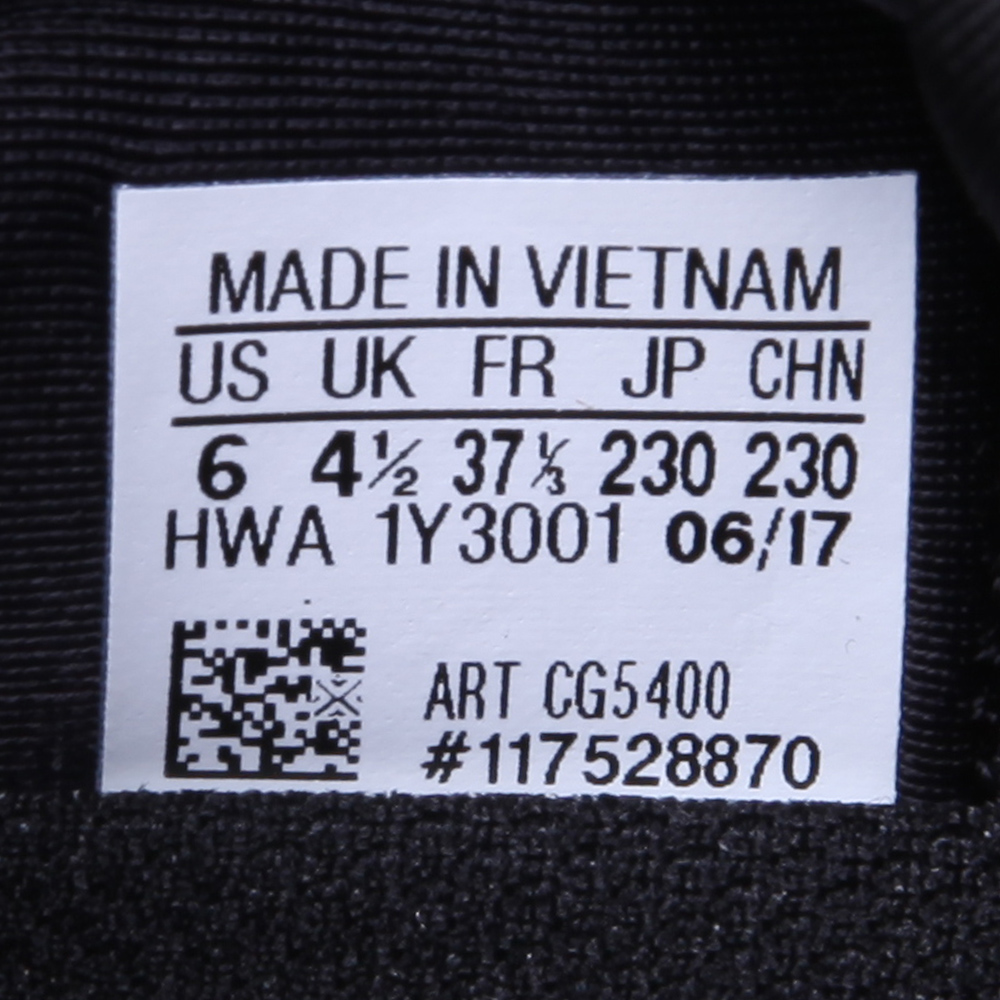 MADE IN VIETNAM
US UK FR JP CHN
6 4½ 37⅓ 230 230
HWA 1Y3001 06/17
ART CG5400
#117528870